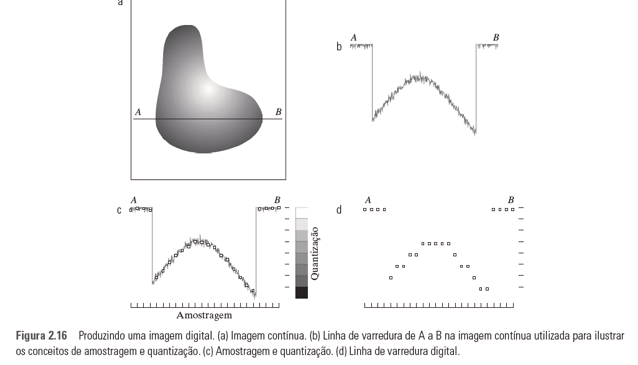 a
A B
b
A B
c
A B
Quantização
Amostragem
d
A B
Figura 2.16 Produzindo uma imagem digital. (a) Imagem contínua. (b) Linha de varredura de A a B na imagem contínua utilizada para ilustrar
os conceitos de amostragem e quantização. (c) Amostragem e quantização. (d) Linha de varredura digital.